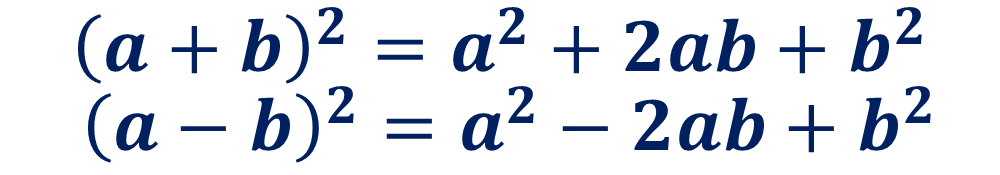 (a + b)² = a² + 2ab + b²
(a − b)² = a² − 2ab + b²